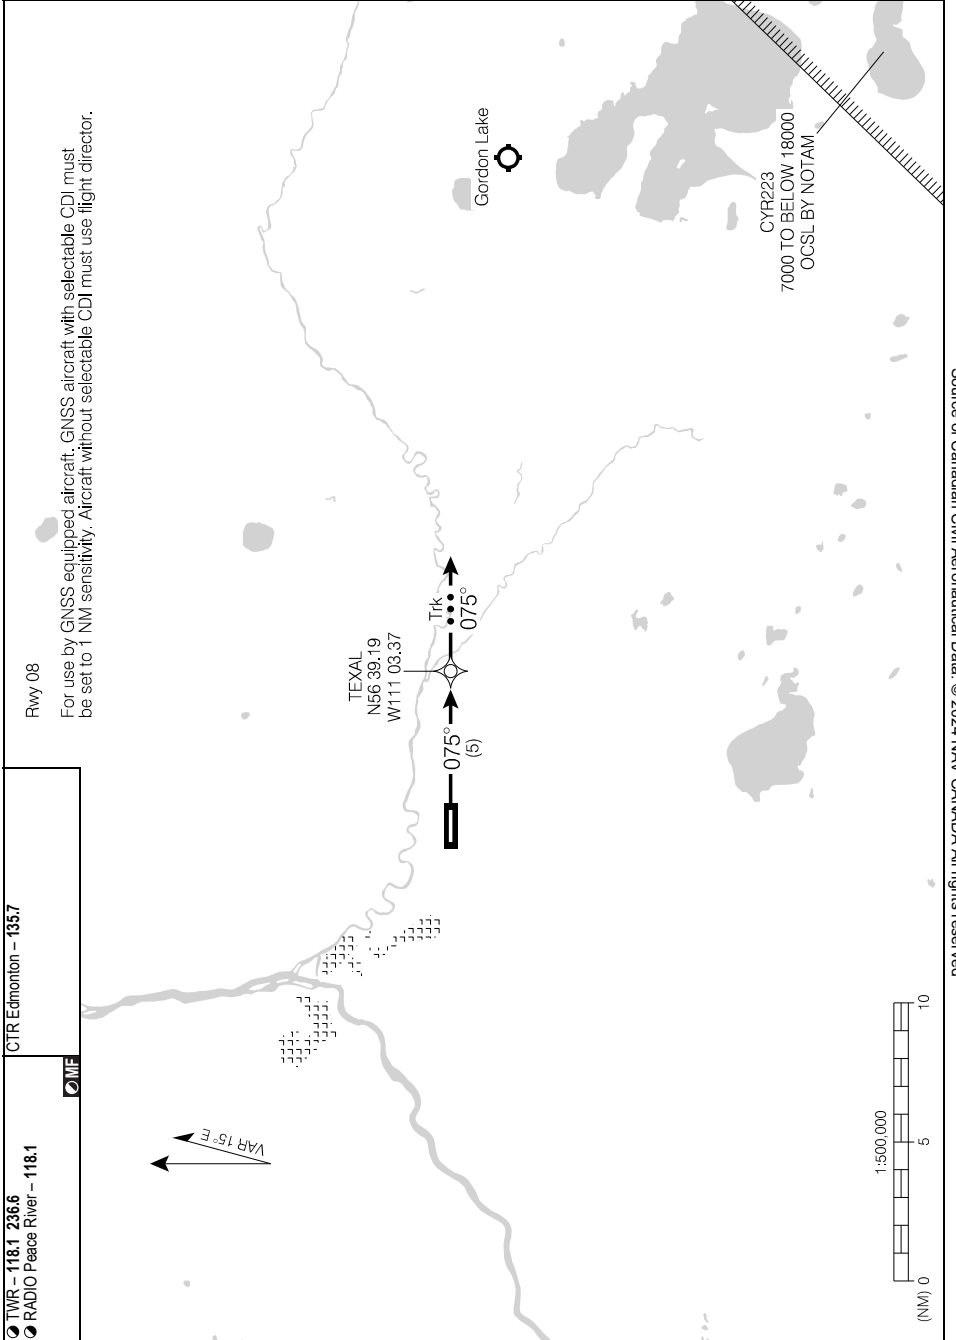 TWR – 118.1 236.6
RADIO Peace River – 118.1
MF
CTR Edmonton – 135.7
Rwy 08
For use by GNSS equipped aircraft. GNSS aircraft with selectable CDI must
be set to 1 NM sensitivity. Aircraft without selectable CDI must use flight director.
VAR 15° E
TEXAL
N56 39.19
W111 03.37
075°
(5)
Trk
075°
Gordon Lake
CYR223
7000 TO BELOW 18000
OCSL BY NOTAM
1:500,000
(NM) 0
5
10
Source of Canadian Civil Aeronautical Data: © 2024 NAV CANADA All rights reserved